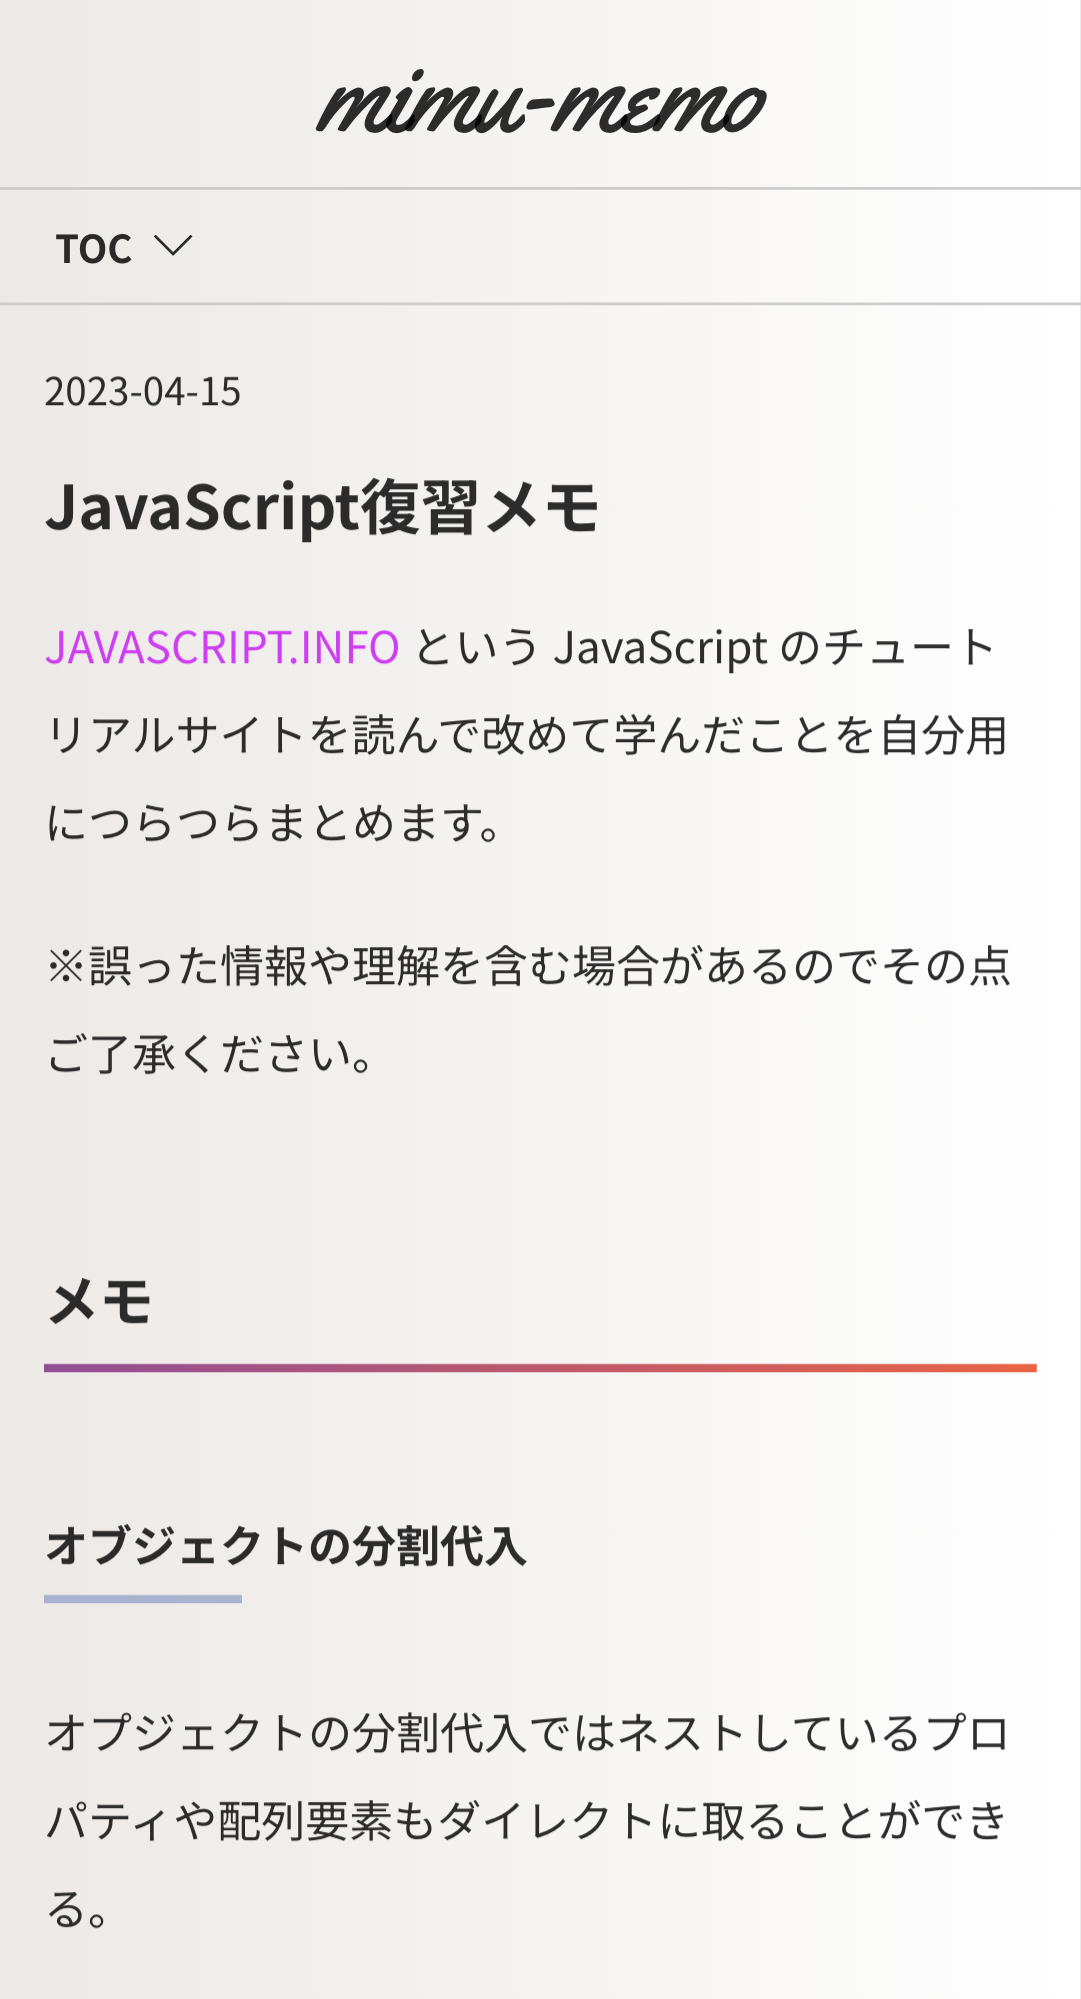 mimu-memo
TOC
2023-04-15
JavaScript復習メモ
JAVASCRIPT.INFO という JavaScript のチュート
リアルサイトを読んで改めて学んだことを自分用
につらつらまとめます。
※誤った情報や理解を含む場合があるのでその点
ご了承ください。
メモ
オブジェクトの分割代入
オプジェクトの分割代入ではネストしているプロ
パティや配列要素もダイレクトに取ることができ
る。